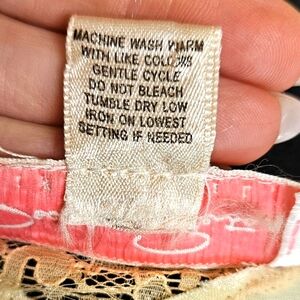 MACHINE WASH WARM
WITH LIKE COLORS
GENTLE CYCLE
DO NOT BLEACH
TUMBLE DRY LOW
IRON ON LOWEST
SETTING IF NEEDED